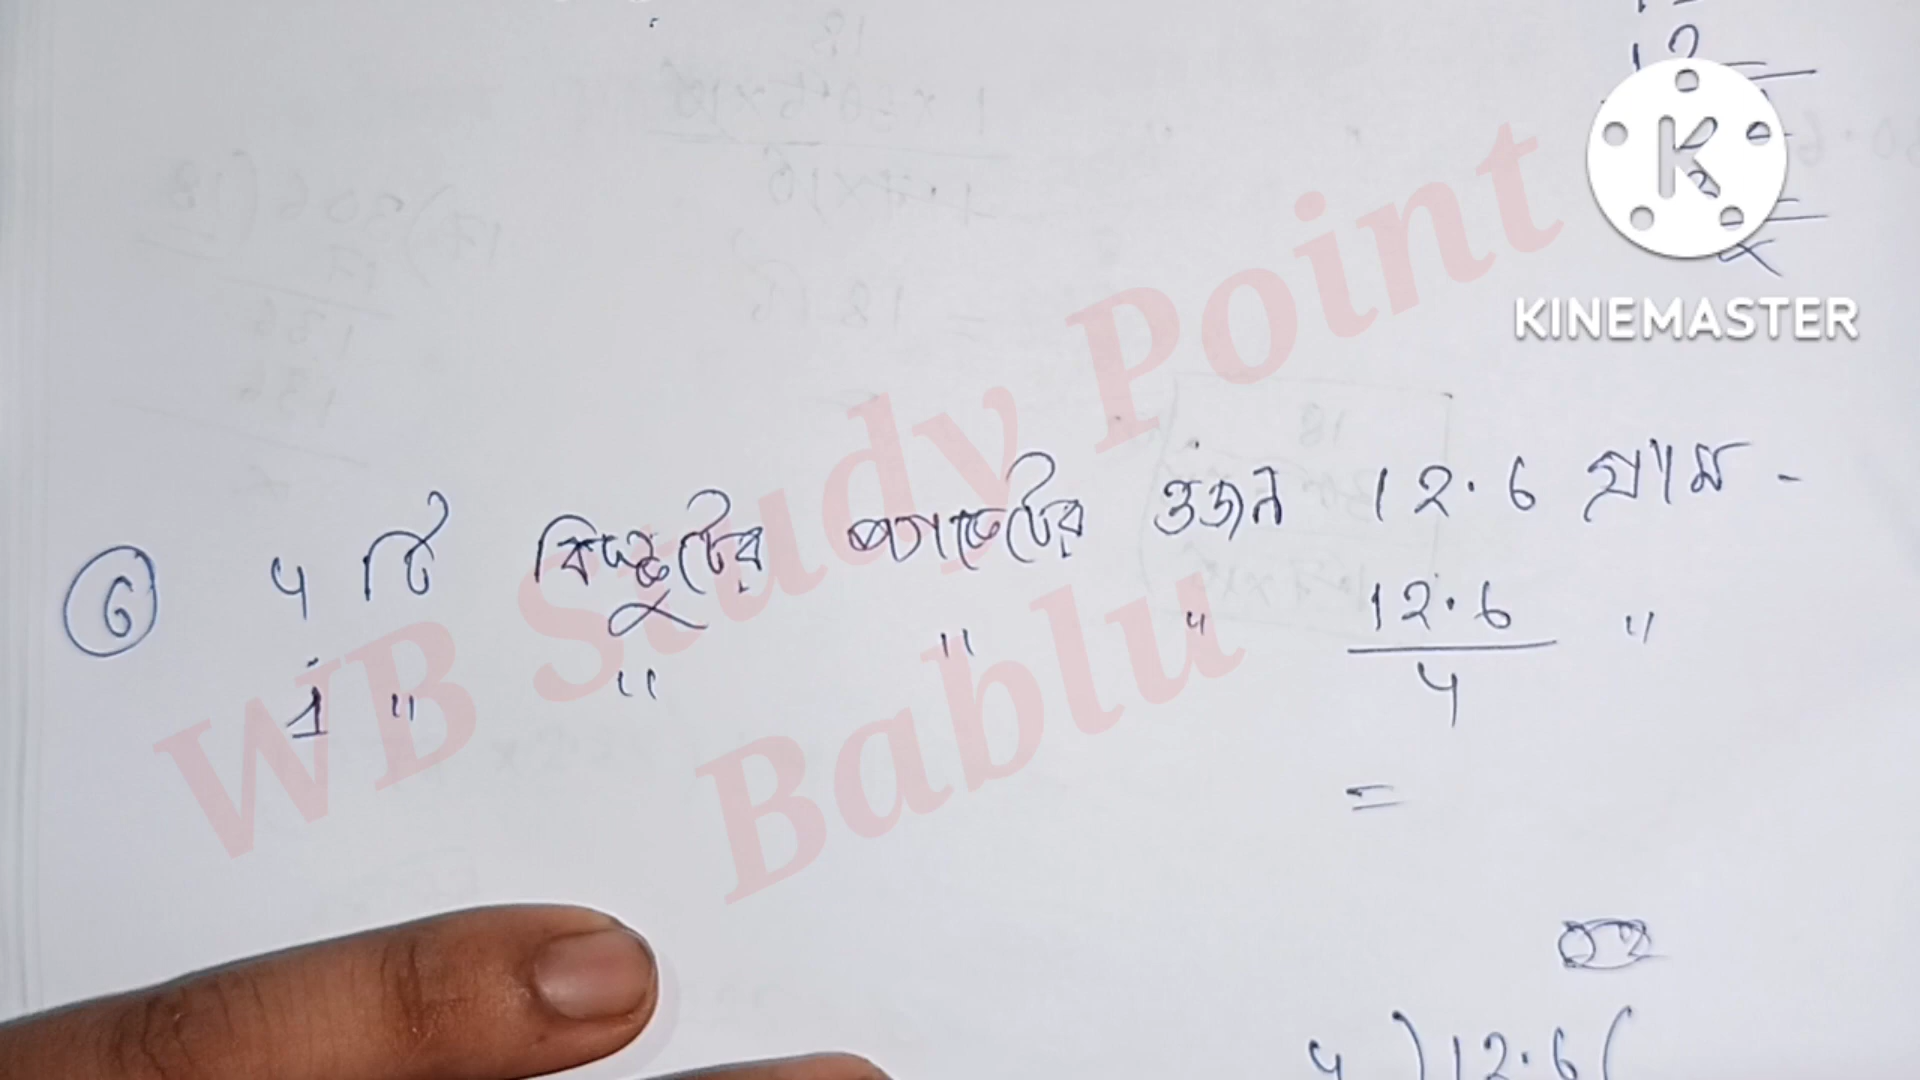 KINEMASTER
WB Study Point
Bablu
6 4 টি বিস্কুটের প্যাকেটের ওজন 12.6 গ্রাম -
1 " " " " 12.6/4 "
=
4)12.6(